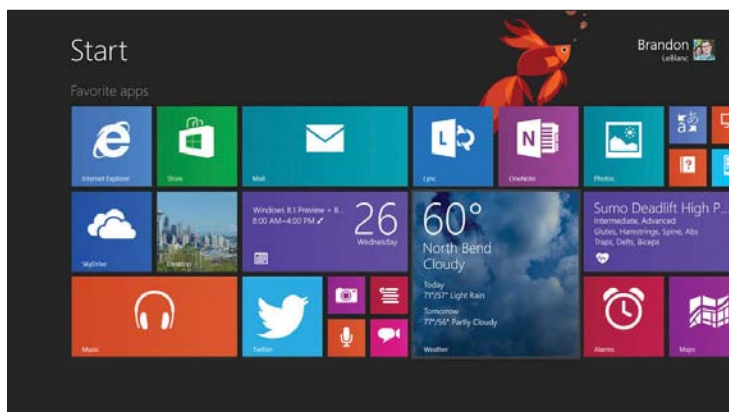 Start
Brandon
LeBlanc
Favorite apps
Internet Explorer
Store
Mail
Lync
OneNote
Photos
SkyDrive
Desktop
Windows 8.1 Preview + B...
8:00 AM–4:00 PM
26
Wednesday
60°
North Bend
Cloudy
Today
71°/57° Light Rain
Tomorrow
77°/56° Partly Cloudy
Weather
Sumo Deadlift High P...
Intermediate, Advanced
Glutes, Hamstrings, Spine, Abs
Traps, Delts, Biceps
Music
Twitter
Alarms
Maps